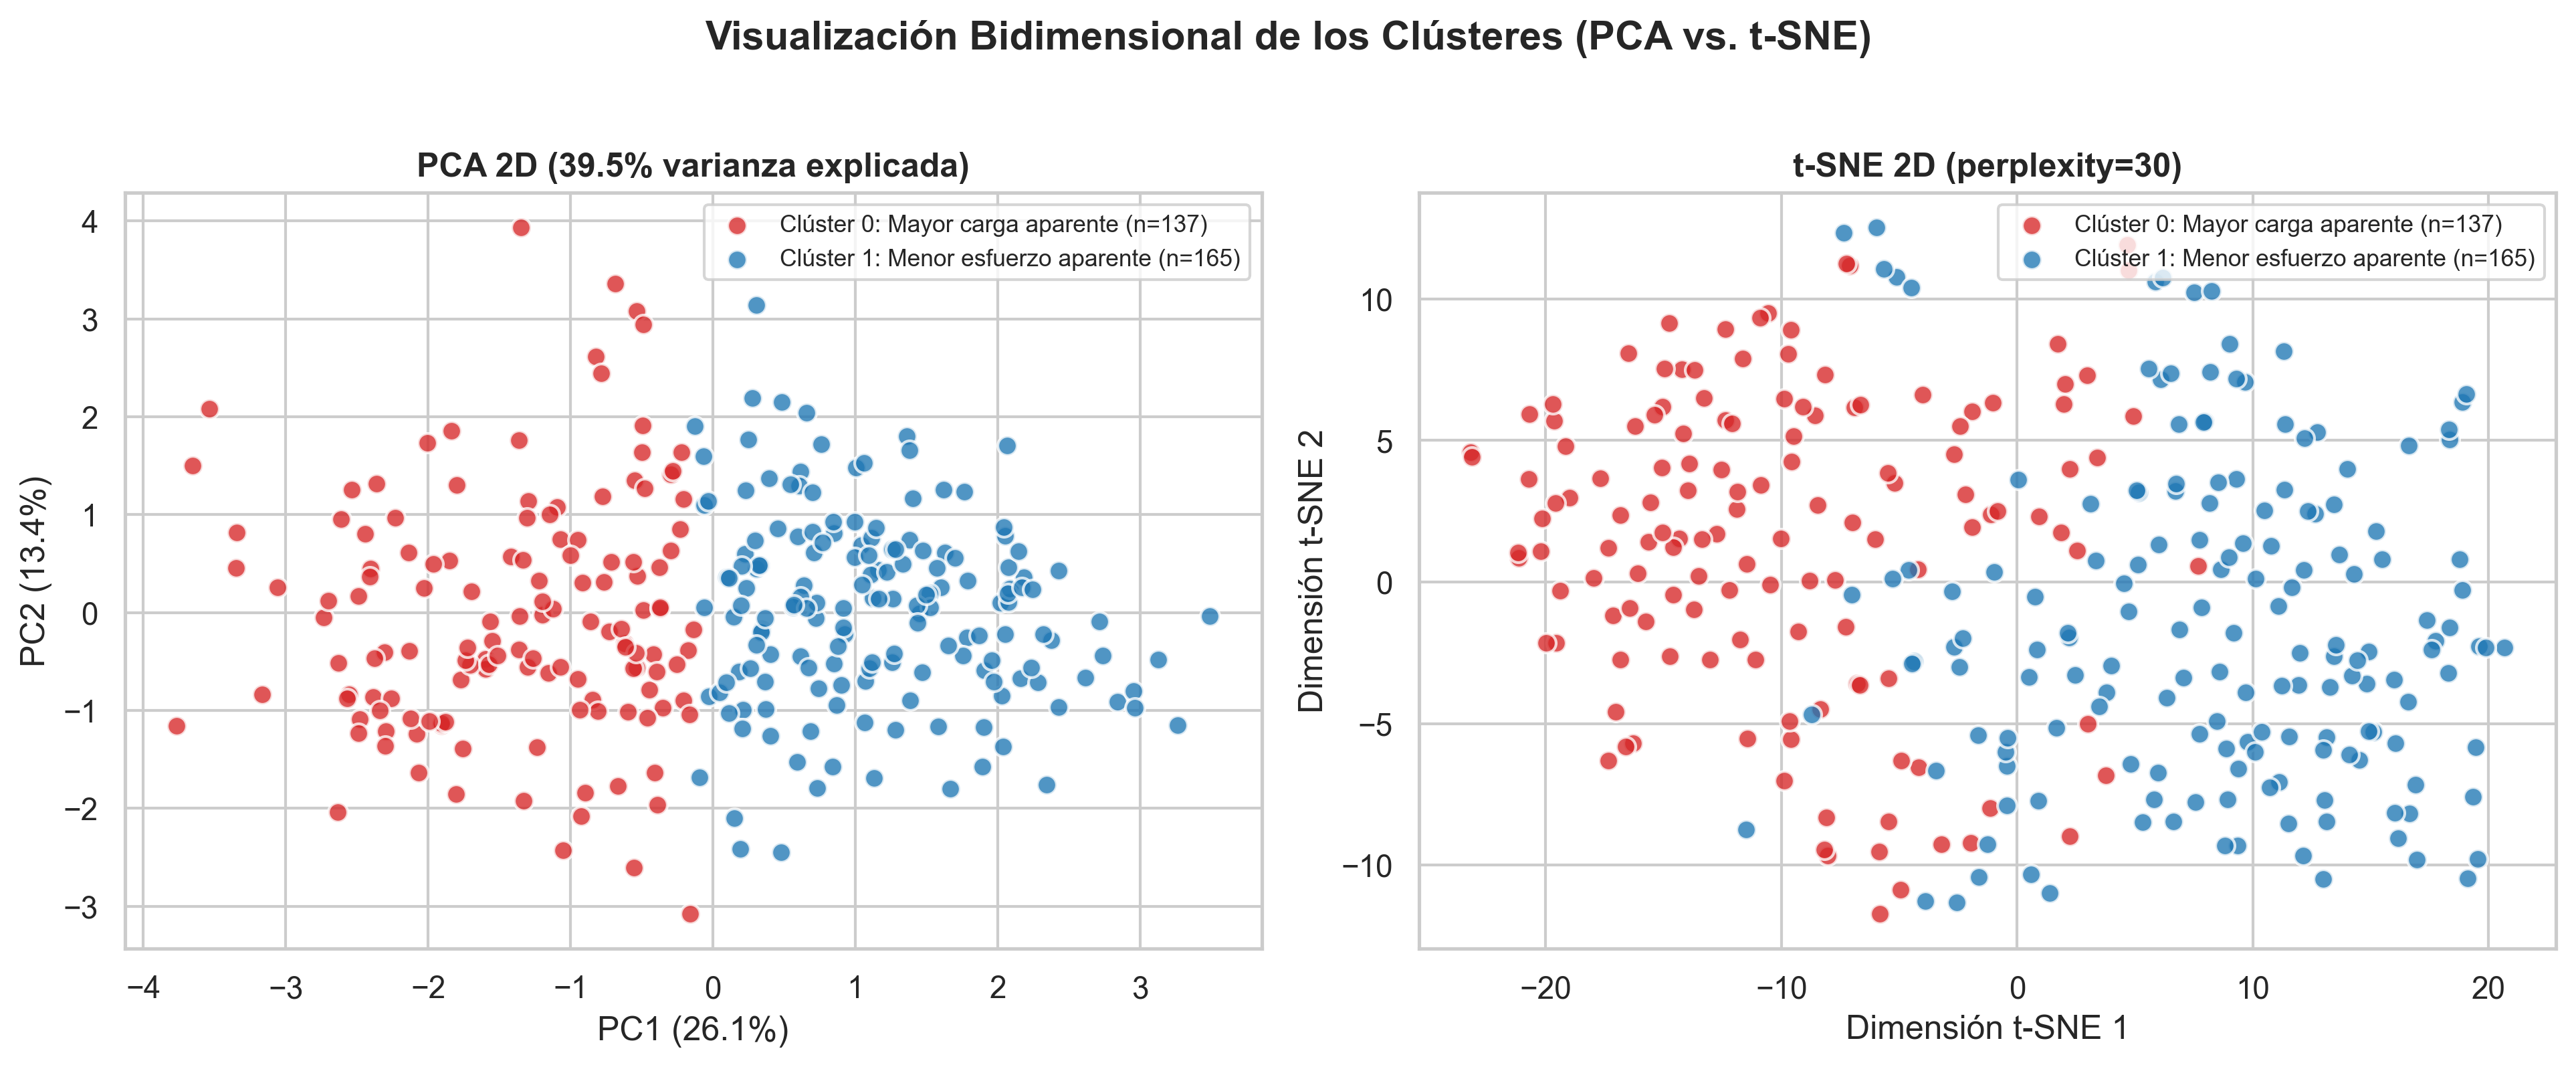 Visualización Bidimensional de los Clústeres (PCA vs. t-SNE)
PCA 2D (39.5% varianza explicada)
Clúster 0: Mayor carga aparente (n=137)
Clúster 1: Menor esfuerzo aparente (n=165)
4
3
2
1
0
−1
−2
−3
PC2 (13.4%)
−4
−3
−2
−1
0
1
2
3
PC1 (26.1%)
t-SNE 2D (perplexity=30)
Clúster 0: Mayor carga aparente (n=137)
Clúster 1: Menor esfuerzo aparente (n=165)
10
5
0
−5
−10
Dimensión t-SNE 2
−20
−10
0
10
20
Dimensión t-SNE 1